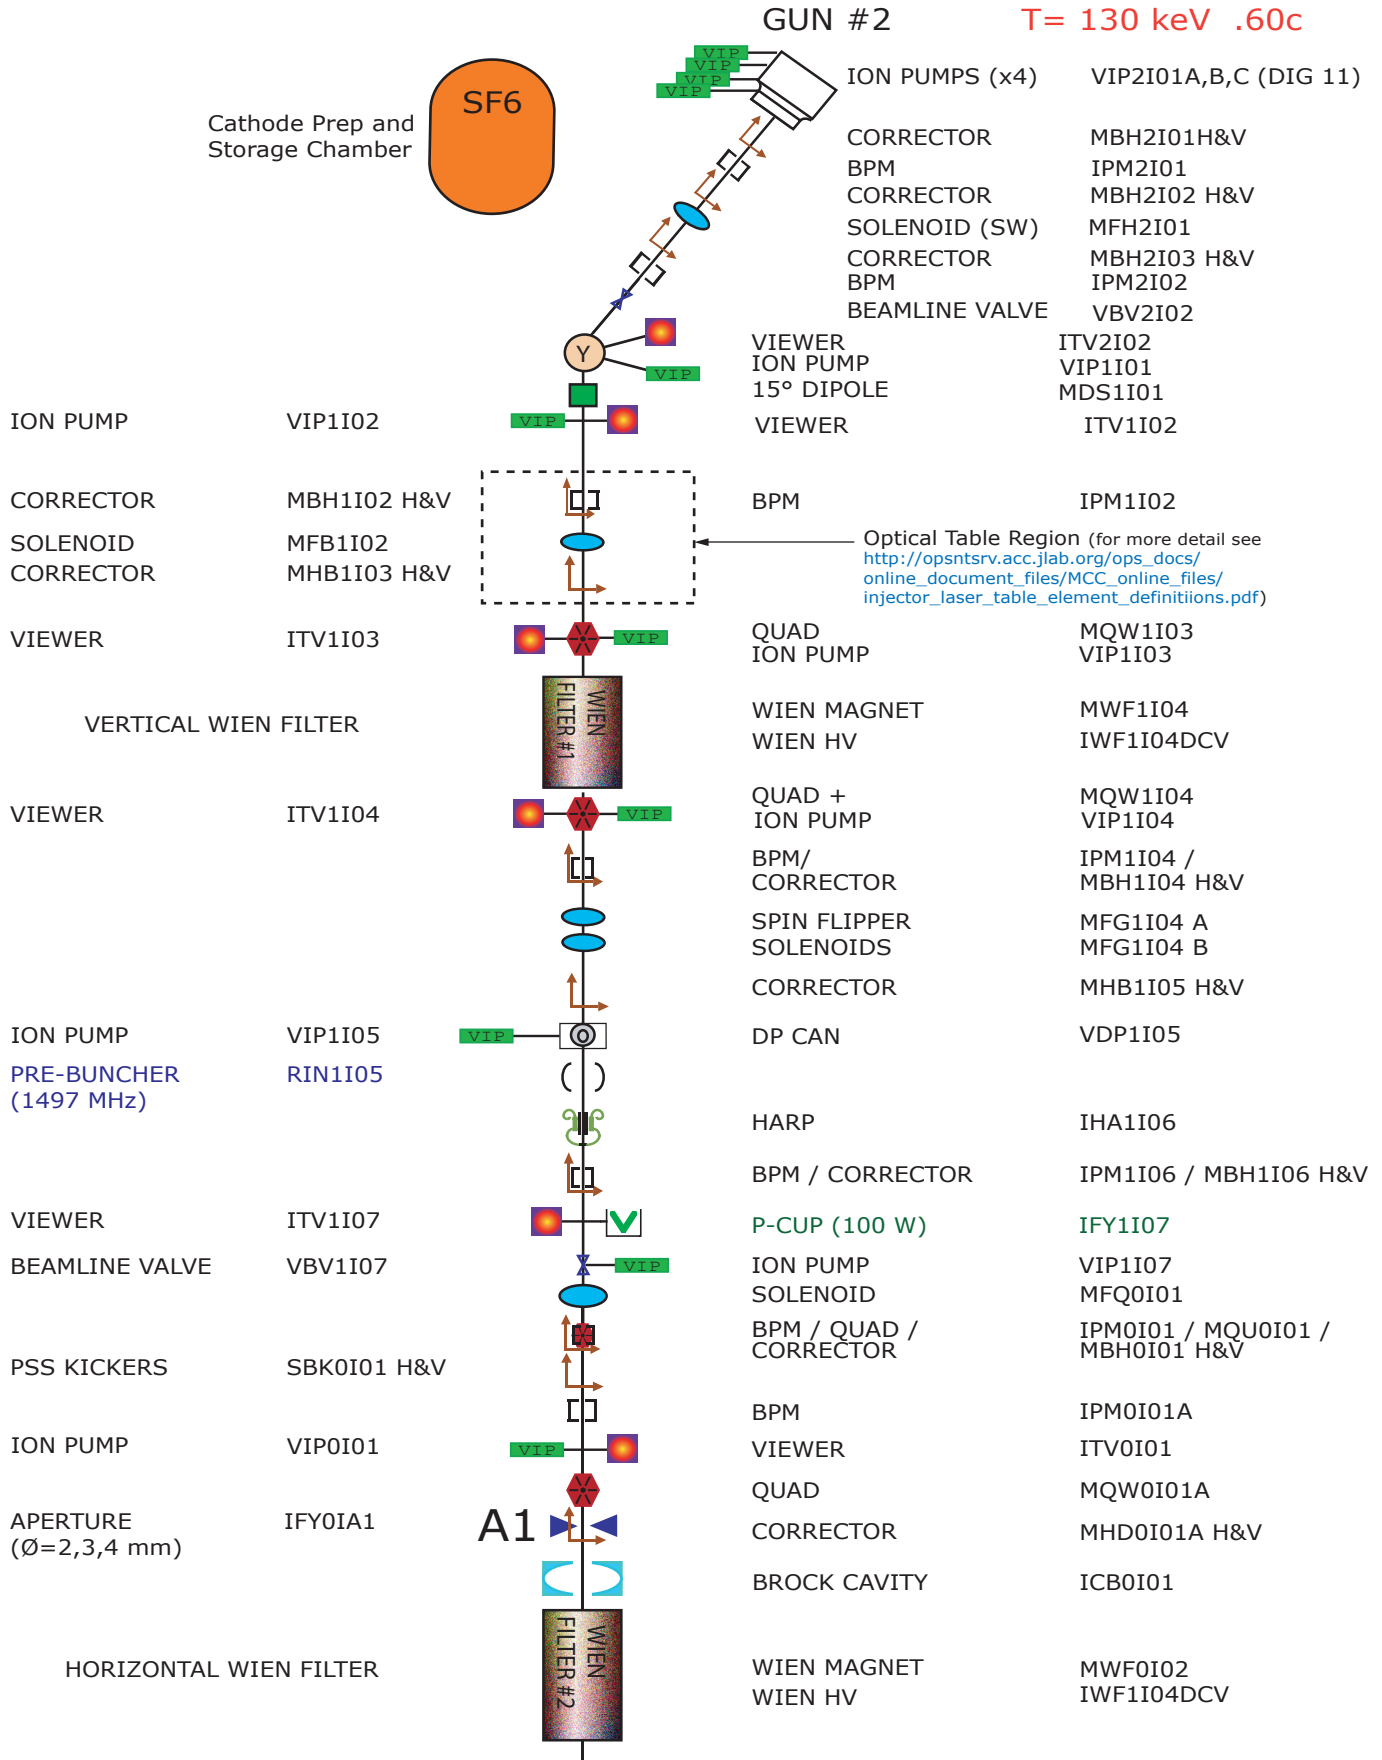 GUN #2 T= 130 keV .60c
VIP
VIP
VIP
VIP
ION PUMPS (x4) VIP2I01A,B,C (DIG 11)
SF6
Cathode Prep and
Storage Chamber
CORRECTOR MBH2I01H&V
BPM IPM2I01
CORRECTOR MBH2I02 H&V
SOLENOID (SW) MFH2I01
CORRECTOR MBH2I03 H&V
BPM IPM2I02
BEAMLINE VALVE VBV2I02
Y
VIEWER ITV2I02
VIP
ION PUMP VIP1I01
15° DIPOLE MDS1I01
ION PUMP VIP1I02 VIP VIEWER ITV1I02
CORRECTOR MBH1I02 H&V BPM IPM1I02
SOLENOID MFB1I02
CORRECTOR MHB1I03 H&V
Optical Table Region (for more detail see
http://opsntsrv.acc.jlab.org/ops_docs/
online_document_files/MCC_online_files/
injector_laser_table_element_definitiions.pdf)
VIEWER ITV1I03 VIP QUAD MQW1I03
ION PUMP VIP1I03
VERTICAL WIEN FILTER
WIEN
FILTER #1
WIEN MAGNET MWF1I04
WIEN HV IWF1I04DCV
VIEWER ITV1I04 VIP QUAD + MQW1I04
ION PUMP VIP1I04
BPM/ IPM1I04 /
CORRECTOR MBH1I04 H&V
SPIN FLIPPER MFG1I04 A
SOLENOIDS MFG1I04 B
CORRECTOR MHB1I05 H&V
ION PUMP VIP1I05 VIP DP CAN VDP1I05
PRE-BUNCHER RIN1I05
(1497 MHz)
HARP IHA1I06
BPM / CORRECTOR IPM1I06 / MBH1I06 H&V
VIEWER ITV1I07 P-CUP (100 W) IFY1I07
BEAMLINE VALVE VBV1I07 VIP ION PUMP VIP1I07
SOLENOID MFQ0I01
BPM / QUAD / IPM0I01 / MQU0I01 /
CORRECTOR MBH0I01 H&V
PSS KICKERS SBK0I01 H&V
BPM IPM0I01A
ION PUMP VIP0I01 VIP VIEWER ITV0I01
QUAD MQW0I01A
APERTURE IFY0IA1 A1 CORRECTOR MHD0I01A H&V
(Ø=2,3,4 mm)
BROCK CAVITY ICB0I01
HORIZONTAL WIEN FILTER
WIEN
FILTER #2
WIEN MAGNET MWF0I02
WIEN HV IWF1I04DCV